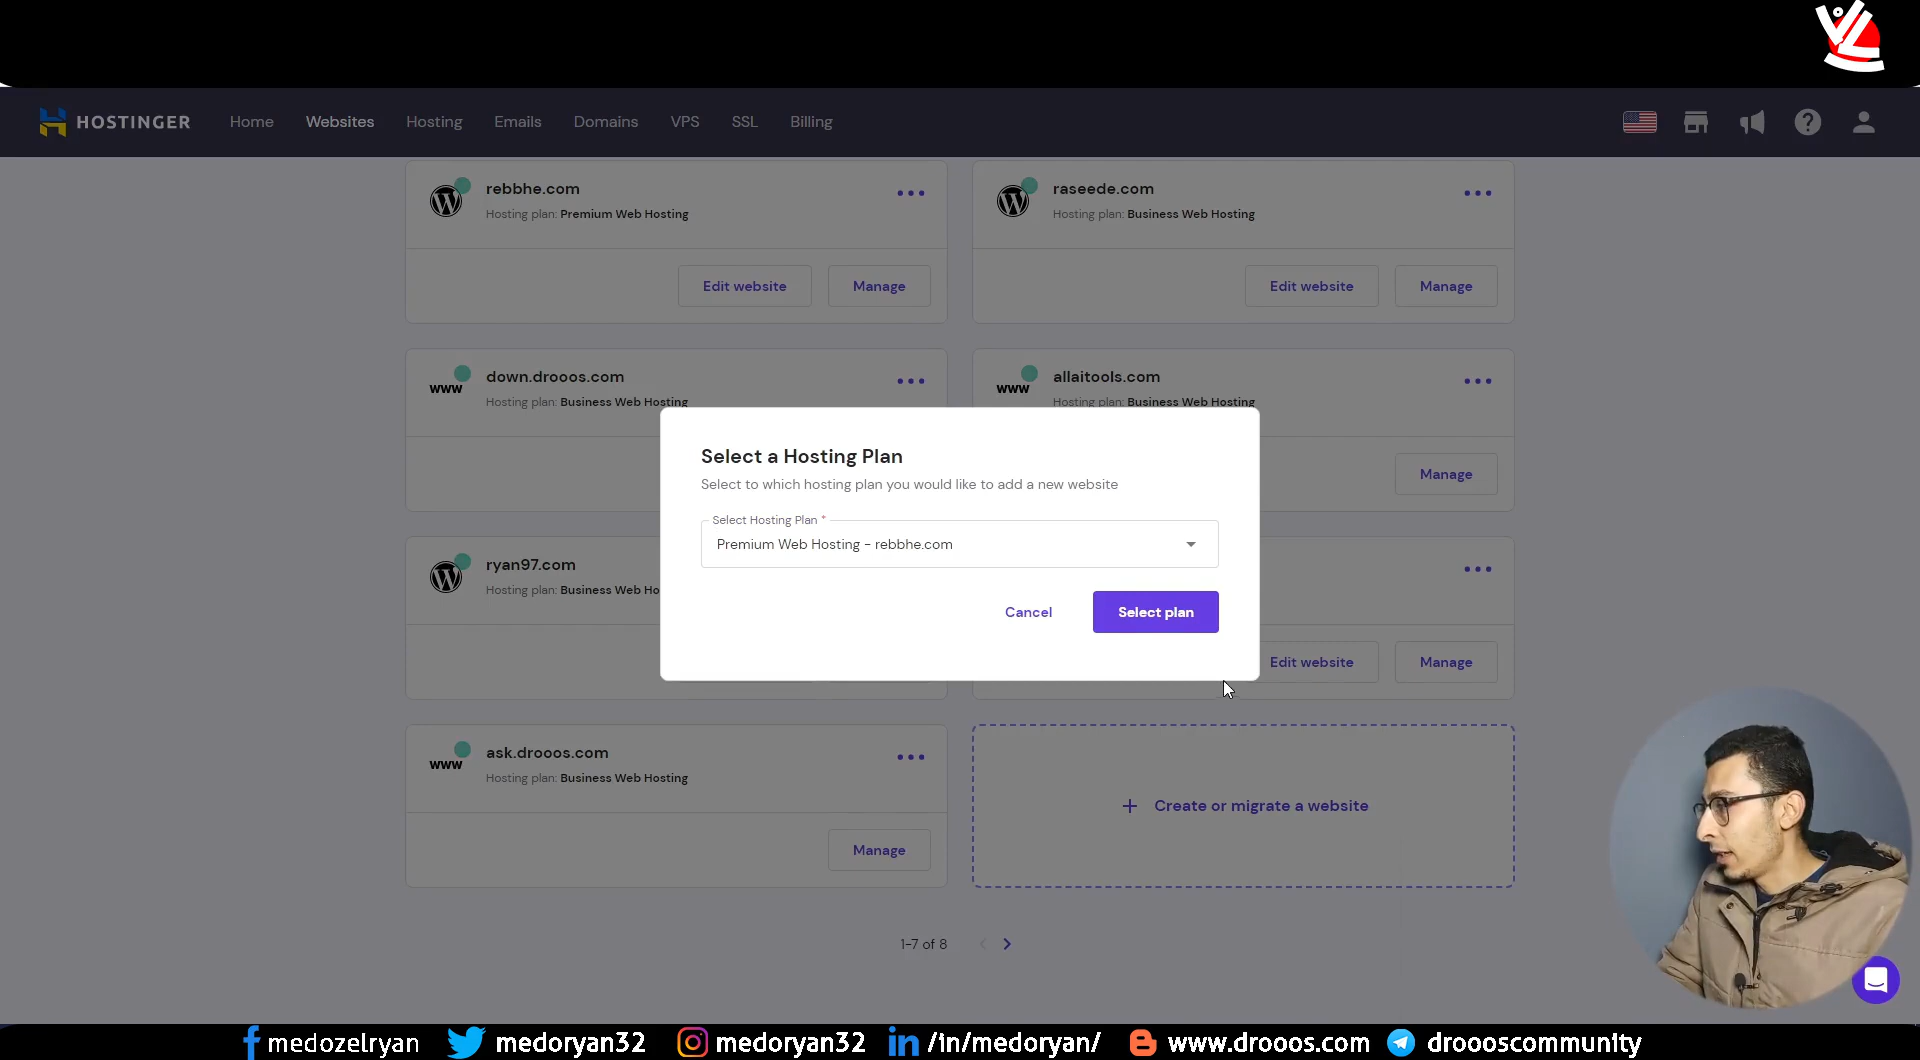 HOSTINGER Home Websites Hosting Emails Domains VPS SSL Billing
rebbhe.com
Hosting plan: Premium Web Hosting
Edit website Manage
raseede.com
Hosting plan: Business Web Hosting
Edit website Manage
www
down.drooos.com
Hosting plan: Business Web Hosting
www
allaitools.com
Hosting plan: Business Web Hosting
Manage
Select a Hosting Plan
Select to which hosting plan you would like to add a new website
Select Hosting Plan *
Premium Web Hosting - rebbhe.com
Cancel Select plan
ryan97.com
Hosting plan: Business Web Ho
Edit website Manage
www
ask.drooos.com
Hosting plan: Business Web Hosting
Manage
+ Create or migrate a website
1-7 of 8
medozelryan medoryan32 medoryan32 /in/medoryan/ www.drooos.com droooscommunity